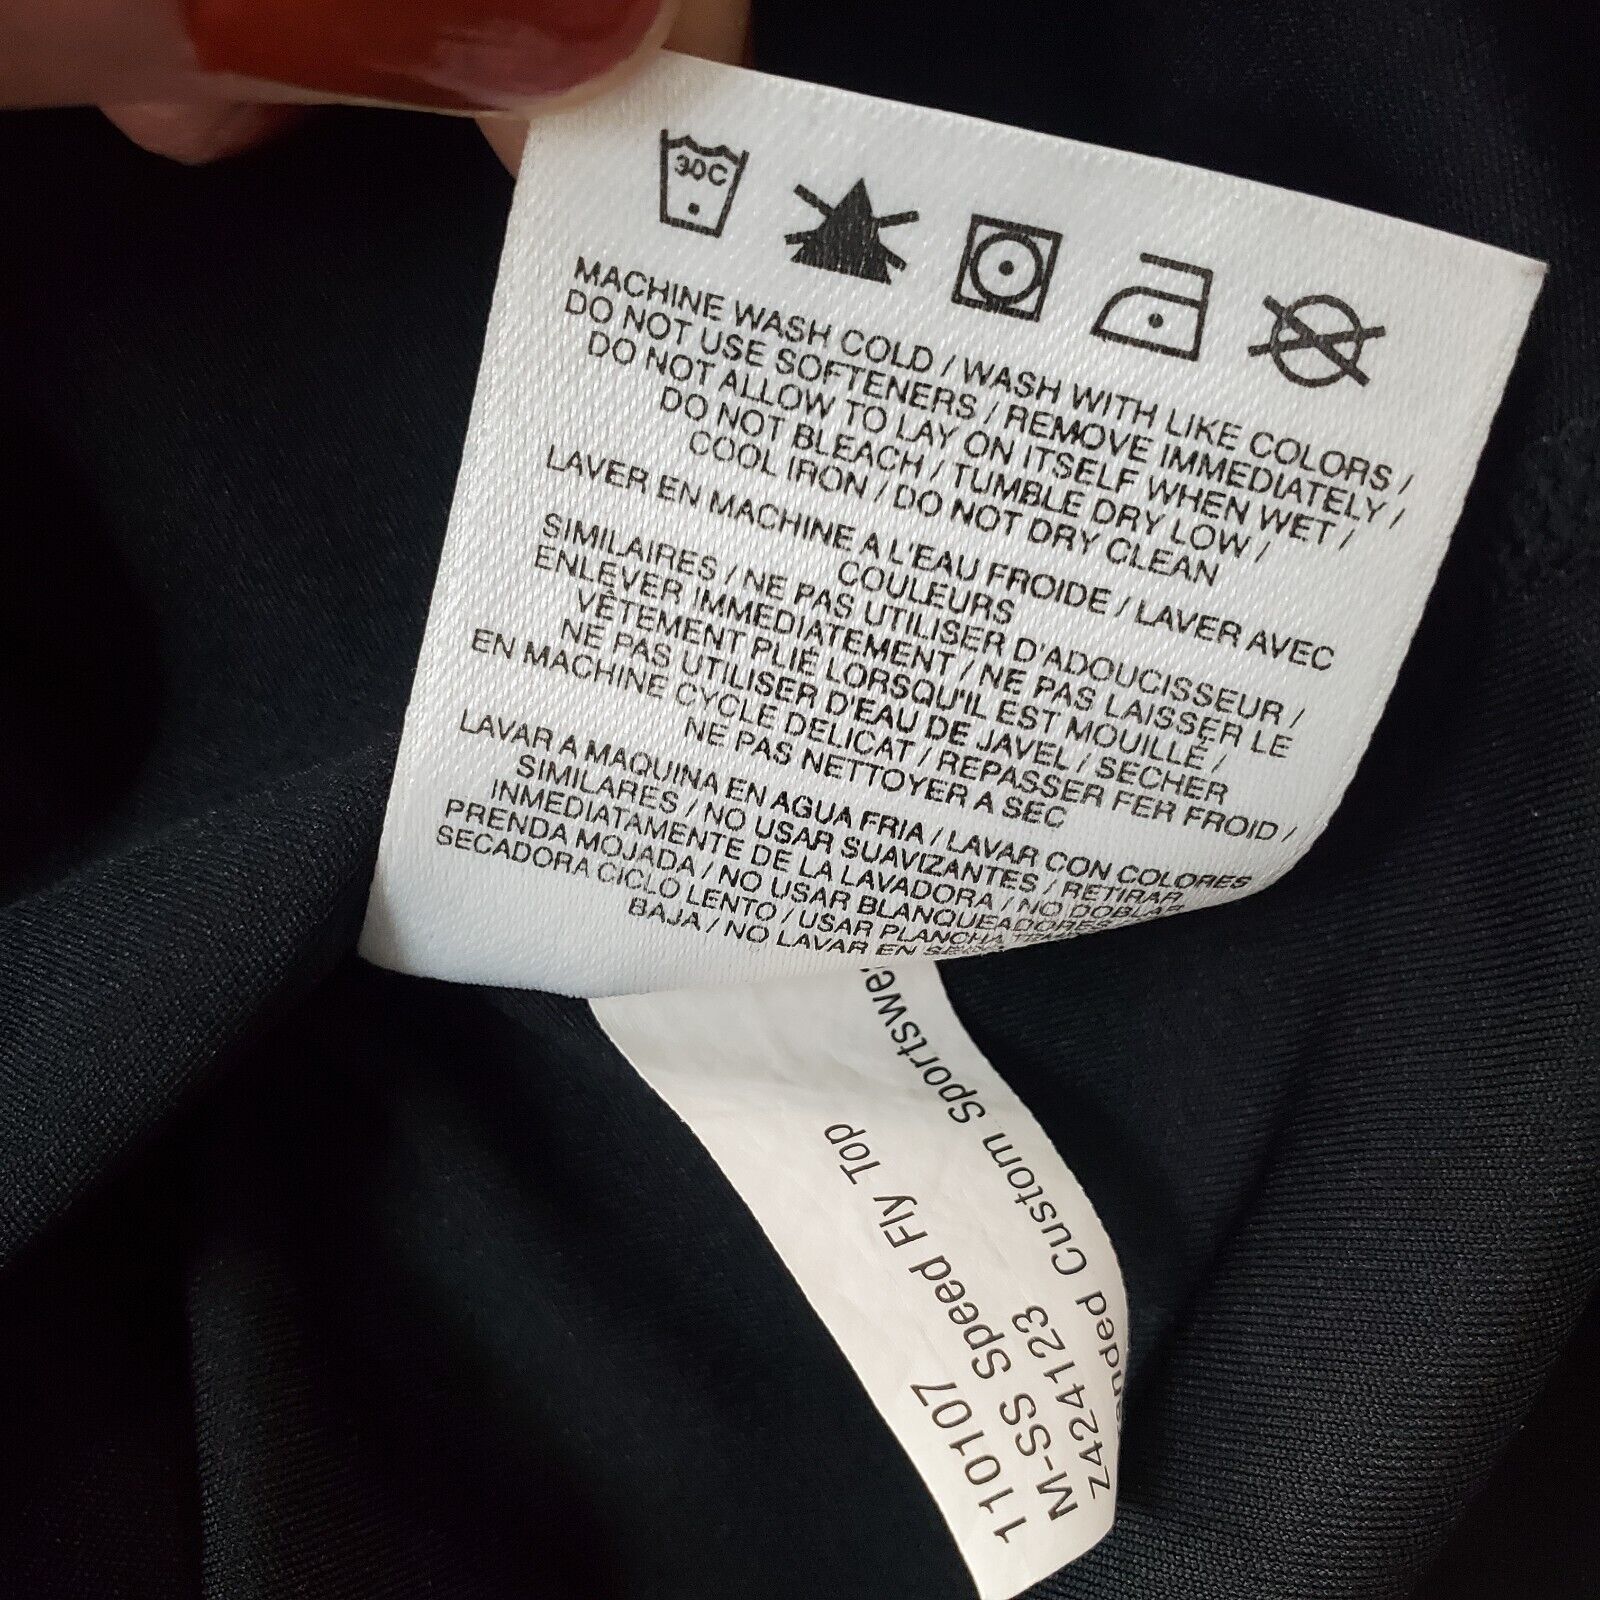 30C
MACHINE WASH COLD / WASH WITH LIKE COLORS /
DO NOT USE SOFTENERS / REMOVE IMMEDIATELY /
DO NOT ALLOW TO LAY ON ITSELF WHEN WET /
DO NOT BLEACH / TUMBLE DRY LOW /
COOL IRON / DO NOT DRY CLEAN
LAVER EN MACHINE A L'EAU FROIDE / LAVER AVEC
COULEURS
SIMILAIRES / NE PAS UTILISER D'ADOUCISSEUR /
ENLEVER IMMEDIATEMENT / NE PAS LAISSER LE
VÊTEMENT PLIÉ LORSQU'IL EST MOUILLÉ /
NE PAS UTILISER D'EAU DE JAVEL / SECHER
EN MACHINE CYCLE DELICAT / REPASSER FER FROID /
NE PAS NETTOYER A SEC
LAVAR A MAQUINA EN AGUA FRIA / LAVAR CON COLORES
SIMILARES / NO USAR SUAVIZANTES / RETIRAR
INMEDIATAMENTE DE LA LAVADORA / NO DOBLAR
PRENDA MOJADA / NO USAR BLANQUEADORES
SECADORA CICLO LENTO / USAR PLANCHA
BAJA / NO LAVAR EN
110107
M-SS Speed Fly Top
Z4241123
Custom